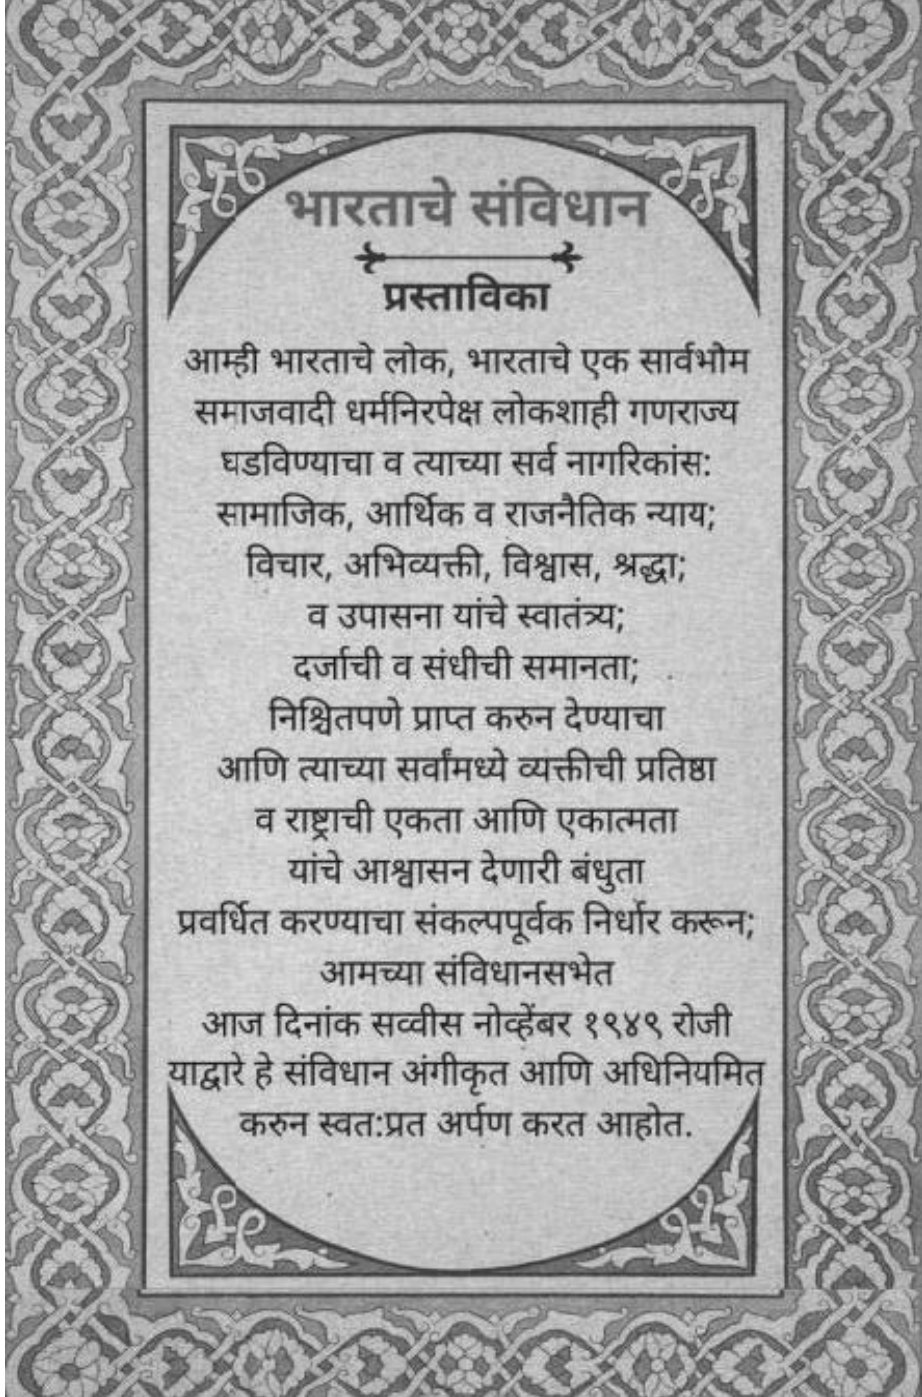 भारताचे संविधान
प्रस्ताविका
आम्ही भारताचे लोक, भारताचे एक सार्वभौम
समाजवादी धर्मनिरपेक्ष लोकशाही गणराज्य
घडविण्याचा व त्याच्या सर्व नागरिकांस:
सामाजिक, आर्थिक व राजनैतिक न्याय;
विचार, अभिव्यक्ती, विश्वास, श्रद्धा;
व उपासना यांचे स्वातंत्र्य;
दर्जाची व संधीची समानता;
निश्चितपणे प्राप्त करुन देण्याचा
आणि त्याच्या सर्वांमध्ये व्यक्तीची प्रतिष्ठा
व राष्ट्राची एकता आणि एकात्मता
यांचे आश्वासन देणारी बंधुता
प्रवर्धित करण्याचा संकल्पपूर्वक निर्धार करून;
आमच्या संविधानसभेत
आज दिनांक सव्वीस नोव्हेंबर १९४९ रोजी
याद्वारे हे संविधान अंगीकृत आणि अधिनियमित
करुन स्वत:प्रत अर्पण करत आहोत.